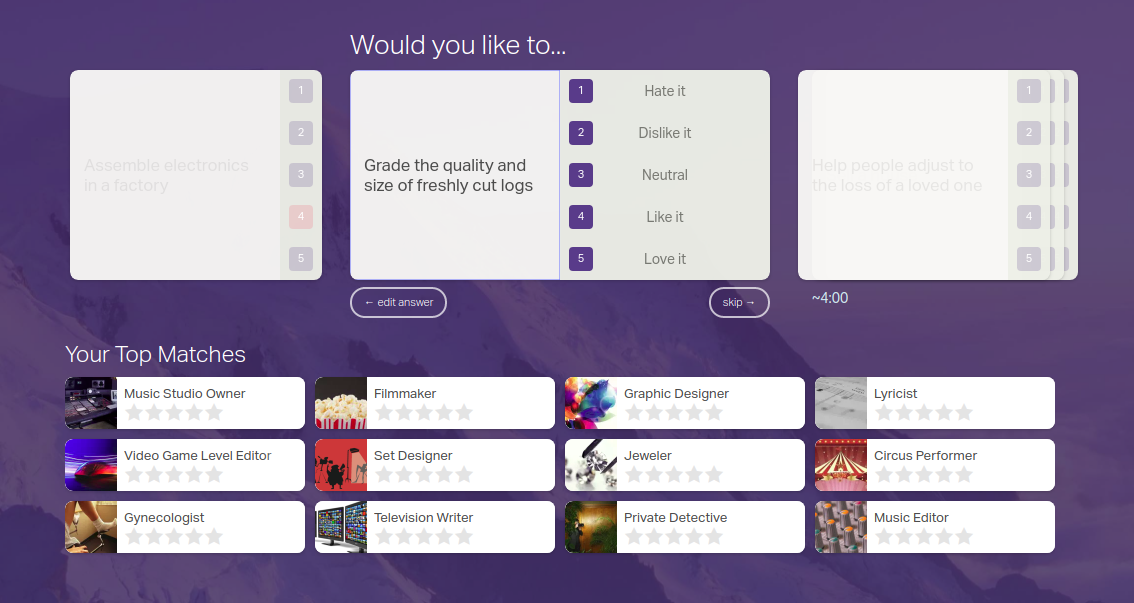 Would you like to...
Assemble electronics
in a factory
1
2
3
4
5
Grade the quality and
size of freshly cut logs
1 Hate it
2 Dislike it
3 Neutral
4 Like it
5 Love it
Help people adjust to
the loss of a loved one
1
2
3
4
5
← edit answer
skip →
~4:00
Your Top Matches
Music Studio Owner
Filmmaker
Graphic Designer
Lyricist
Video Game Level Editor
Set Designer
Jeweler
Circus Performer
Gynecologist
Television Writer
Private Detective
Music Editor